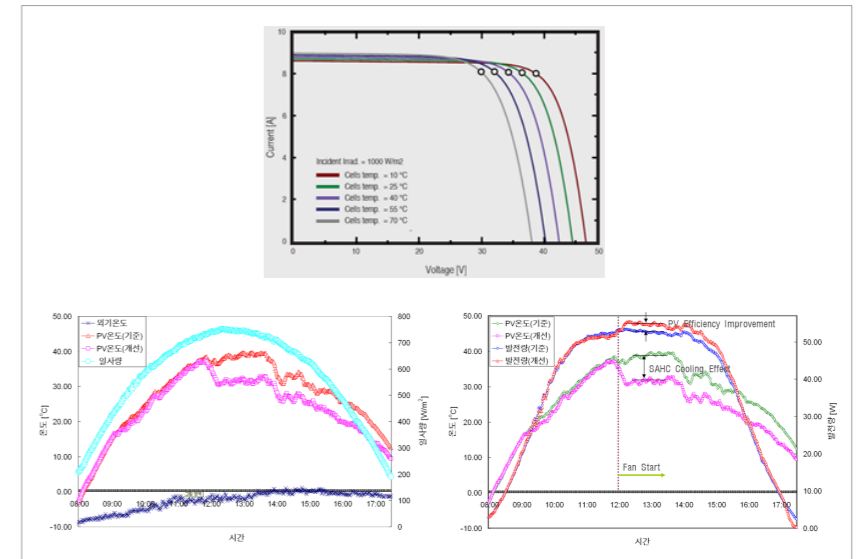 10
8
6
4
2
0
Current [A]
Incident Irrad. = 1000 W/m2
Cells temp. = 10 °C
Cells temp. = 25 °C
Cells temp. = 40 °C
Cells temp. = 55 °C
Cells temp. = 70 °C
0 10 20 30 40 50
Voltage [V]
50.00
40.00
30.00
20.00
10.00
0.00
-10.00
온도 [°C]
외기온도
PV온도(기준)
PV온도(개선)
일사량
800
700
600
500
400
300
200
100
0
일사량 [W/m²]
08:00 09:00 10:00 11:00 12:00 13:00 14:00 15:00 16:00 17:00
시간
50.00
40.00
30.00
20.00
10.00
0.00
-10.00
온도 [°C]
PV온도(기준)
PV온도(개선)
발전량(기준)
발전량(개선)
PV Efficiency Improvement
SAHC Cooling Effect
Fan Start
50.00
40.00
30.00
20.00
10.00
0.00
발전량 [W]
08:00 09:00 10:00 11:00 12:00 13:00 14:00 15:00 16:00 17:00
시간